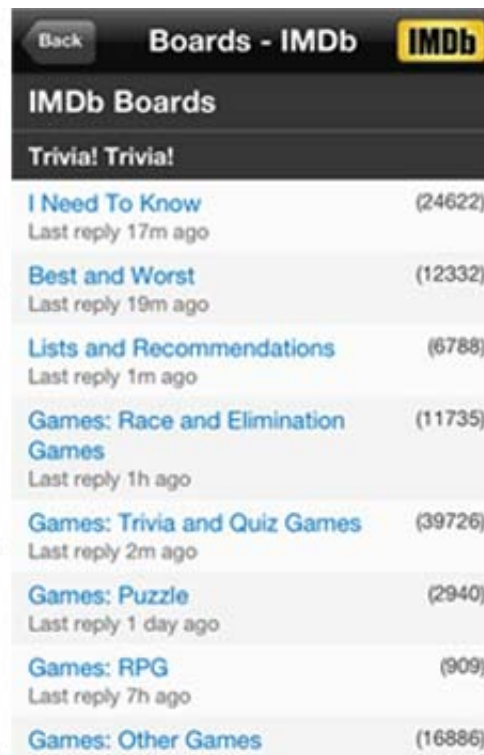 Back Boards - IMDb IMDb
IMDb Boards
Trivia! Trivia!
I Need To Know (24622)
Last reply 17m ago
Best and Worst (12332)
Last reply 19m ago
Lists and Recommendations (6788)
Last reply 1m ago
Games: Race and Elimination (11735)
Games
Last reply 1h ago
Games: Trivia and Quiz Games (39726)
Last reply 2m ago
Games: Puzzle (2940)
Last reply 1 day ago
Games: RPG (909)
Last reply 7h ago
Games: Other Games (16886)